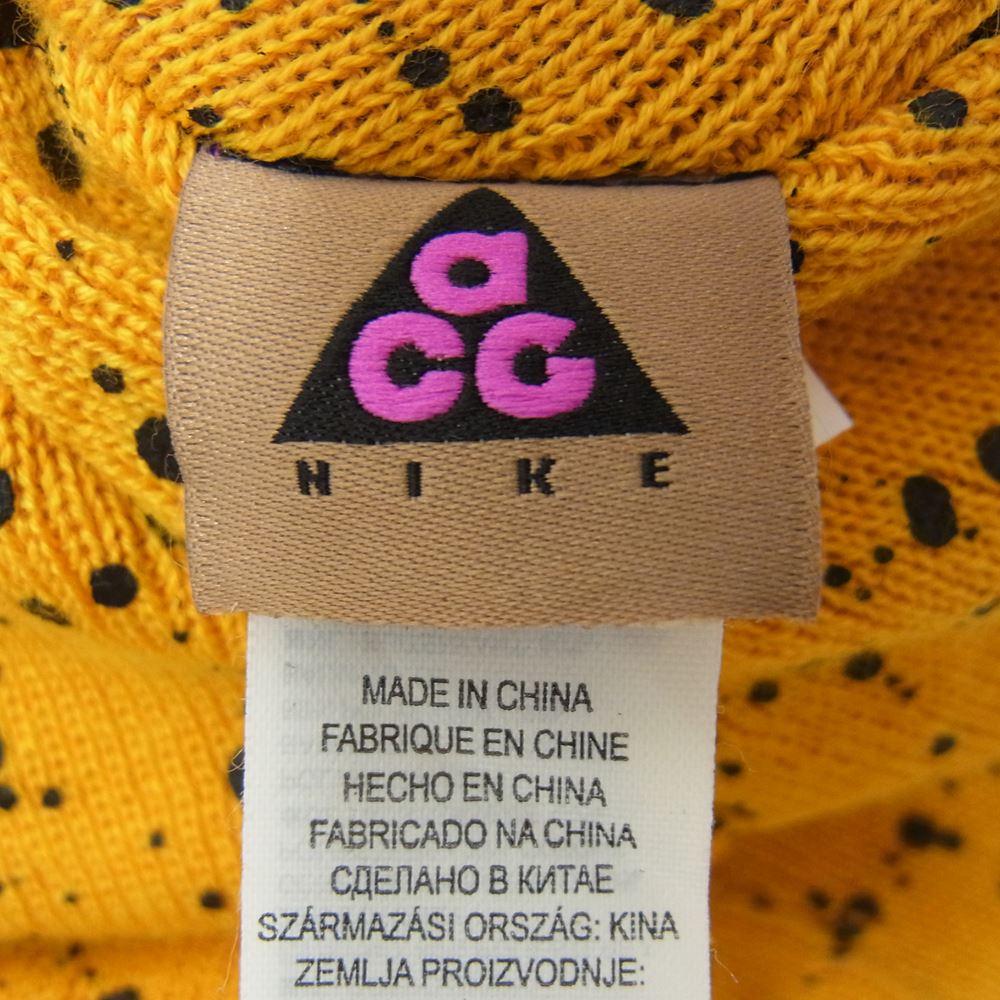 a
CG
NIKE
MADE IN CHINA
FABRIQUE EN CHINE
HECHO EN CHINA
FABRICADO NA CHINA
СДЕЛАНО В КИТАЕ
SZÁRMAZÁSI ORSZÁG: KINA
ZEMLJA PROIZVODNJE: